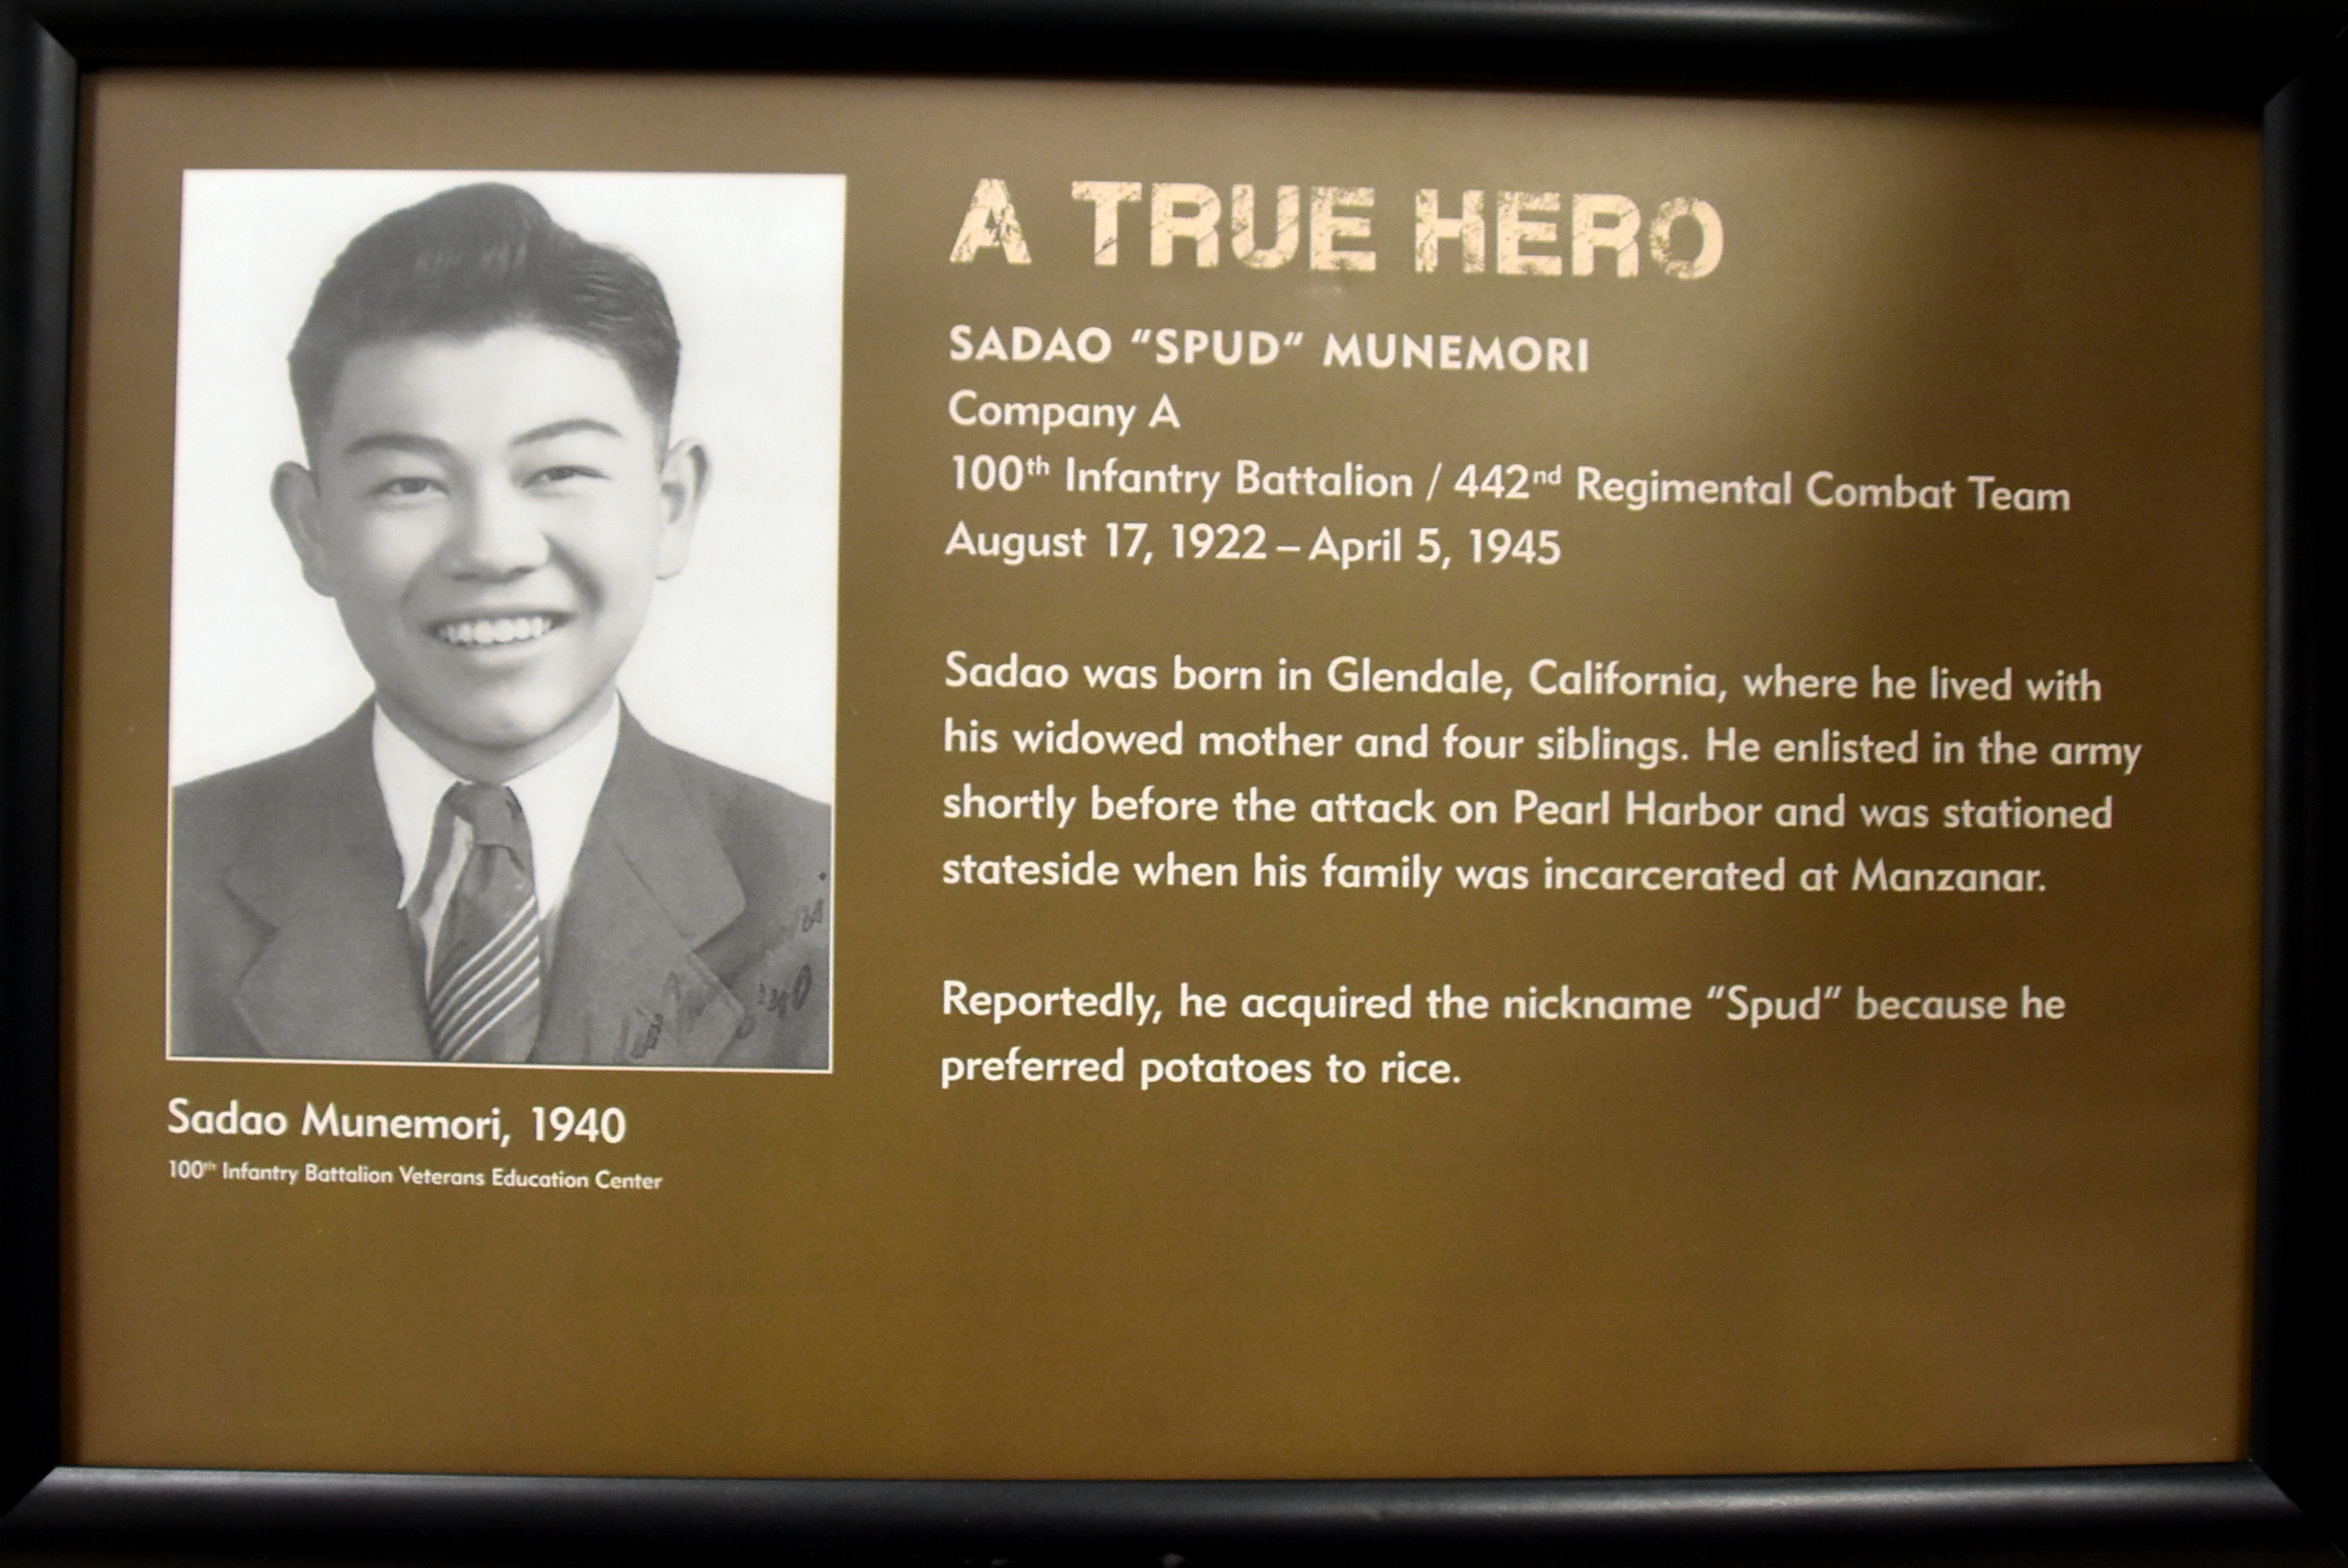 A TRUE HERO
SADAO “SPUD” MUNEMORI
Company A
100th Infantry Battalion / 442nd Regimental Combat Team
August 17, 1922 – April 5, 1945
Sadao was born in Glendale, California, where he lived with
his widowed mother and four siblings. He enlisted in the army
shortly before the attack on Pearl Harbor and was stationed
stateside when his family was incarcerated at Manzanar.
Reportedly, he acquired the nickname “Spud” because he
preferred potatoes to rice.
Sadao Munemori, 1940
100th Infantry Battalion Veterans Education Center